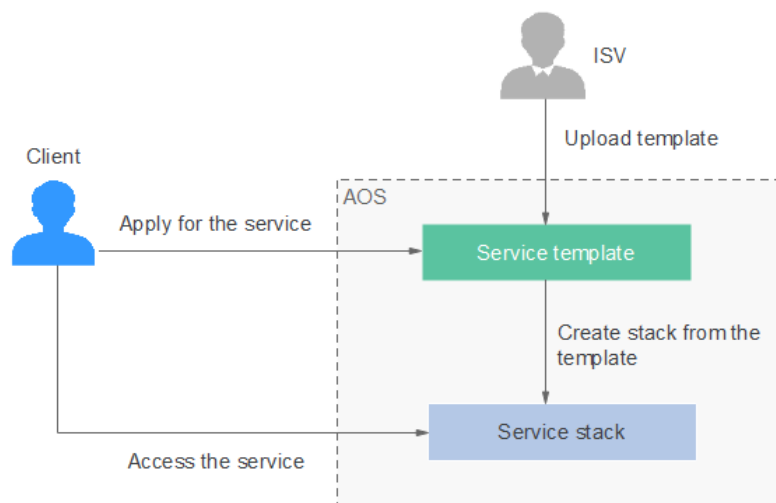 ISV
Upload template
Client
AOS
Apply for the service
Service template
Create stack from the
template
Service stack
Access the service